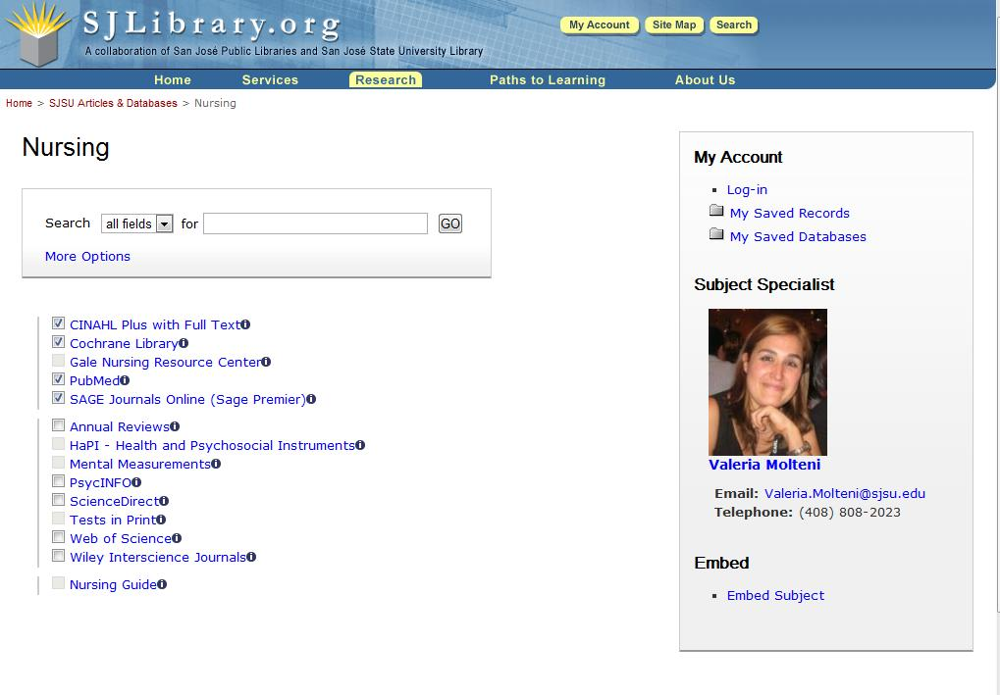 SJLibrary.org
A collaboration of San José Public Libraries and San José State University Library
My Account Site Map Search
Home Services Research Paths to Learning About Us
Home > SJSU Articles & Databases > Nursing
Nursing
Search all fields for GO
More Options
CINAHL Plus with Full Text
Cochrane Library
Gale Nursing Resource Center
PubMed
SAGE Journals Online (Sage Premier)
Annual Reviews
HaPI - Health and Psychosocial Instruments
Mental Measurements
PsycINFO
ScienceDirect
Tests in Print
Web of Science
Wiley Interscience Journals
Nursing Guide
My Account
Log-in
My Saved Records
My Saved Databases
Subject Specialist
Valeria Molteni
Email: Valeria.Molteni@sjsu.edu
Telephone: (408) 808-2023
Embed
Embed Subject